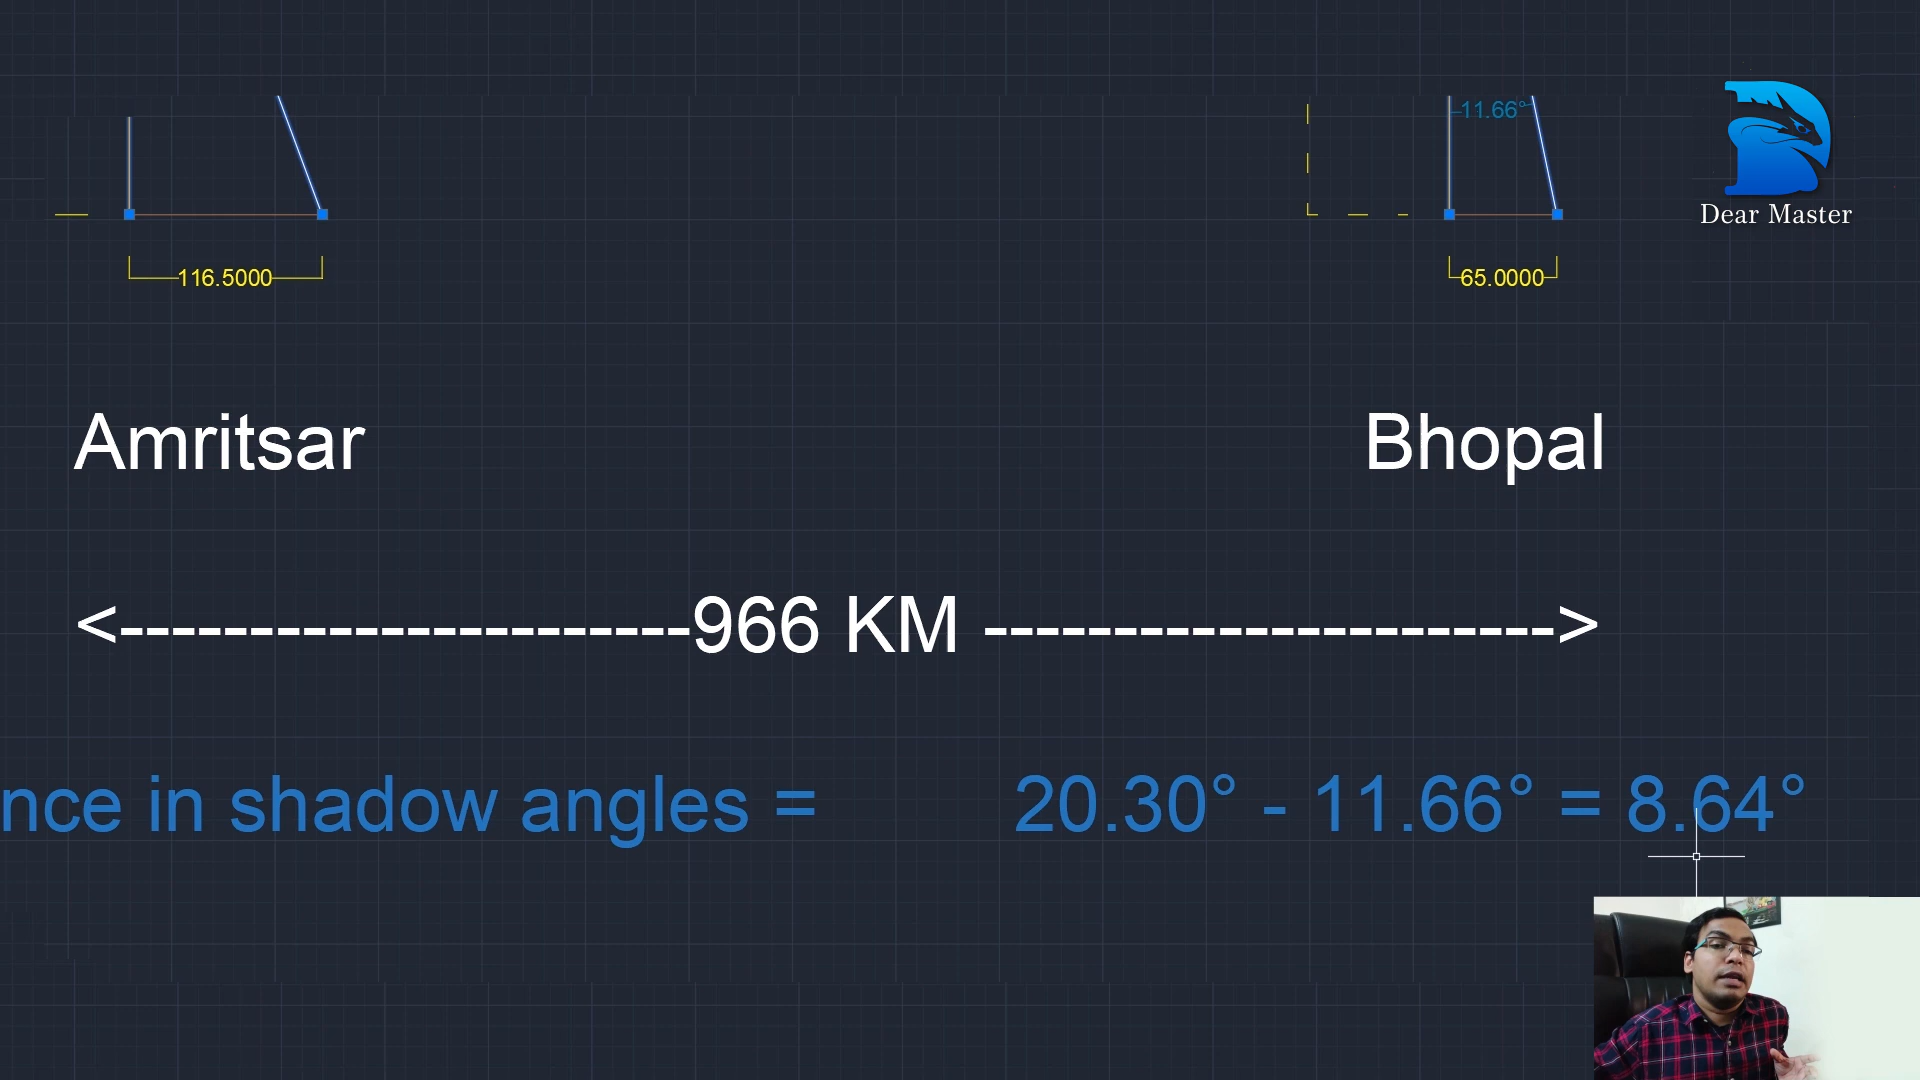 11.66°
Dear Master
116.5000
65.0000
Amritsar
Bhopal
<----------------------966 KM ---------------------->
nce in shadow angles = 20.30° - 11.66° = 8.64°